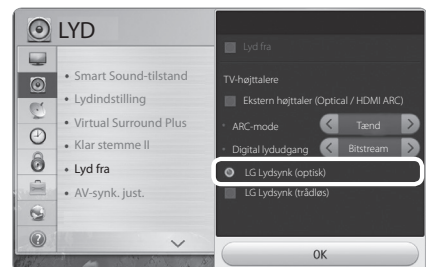 LYD
• Smart Sound-tilstand
• Lydindstilling
• Virtual Surround Plus
• Klar stemme II
• Lyd fra
• AV-synk. just.
Lyd fra
TV-højttalere
Ekstern højttaler (Optical / HDMI ARC)
• ARC-mode < Tænd >
• Digital lydudgang < Bitstream >
LG Lydsynk (optisk)
LG Lydsynk (trådløs)
OK